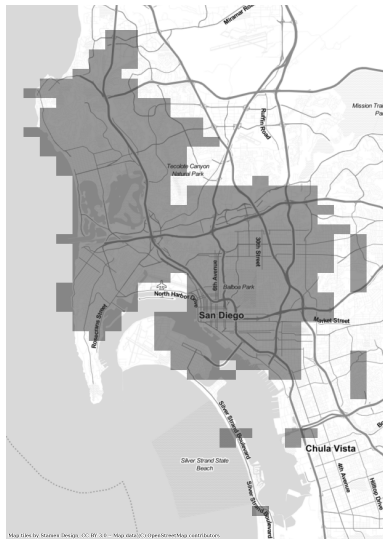 Miramar Ro
Mission Tra
Pa
Ruffin Road
Tecolote Canyon
Natural Park
30th Street
6th Avenue
Balboa Park
North Harbor D
Rosecrans Street
San Diego
Market Street
Silver Strand Boulevard
Chula Vista
Silver Strand State
Beach
4th Avenue
Hilltop Drive
Silver Strand Boulevard
Map tiles by Stamen Design, CC BY 3.0 -- Map data (C) OpenStreetMap contributors